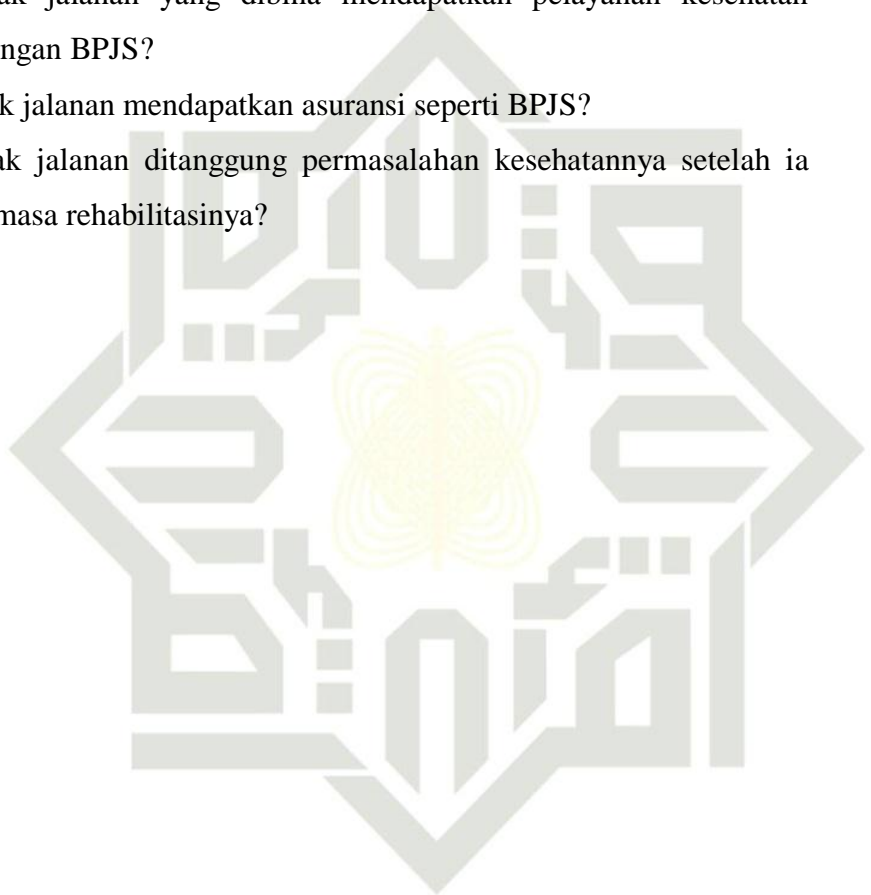 ak jalanan yang dibina mendapatkan pelayanan kesehatan
ngan BPJS?
k jalanan mendapatkan asuransi seperti BPJS?
ak jalanan ditanggung permasalahan kesehatannya setelah ia
masa rehabilitasinya?